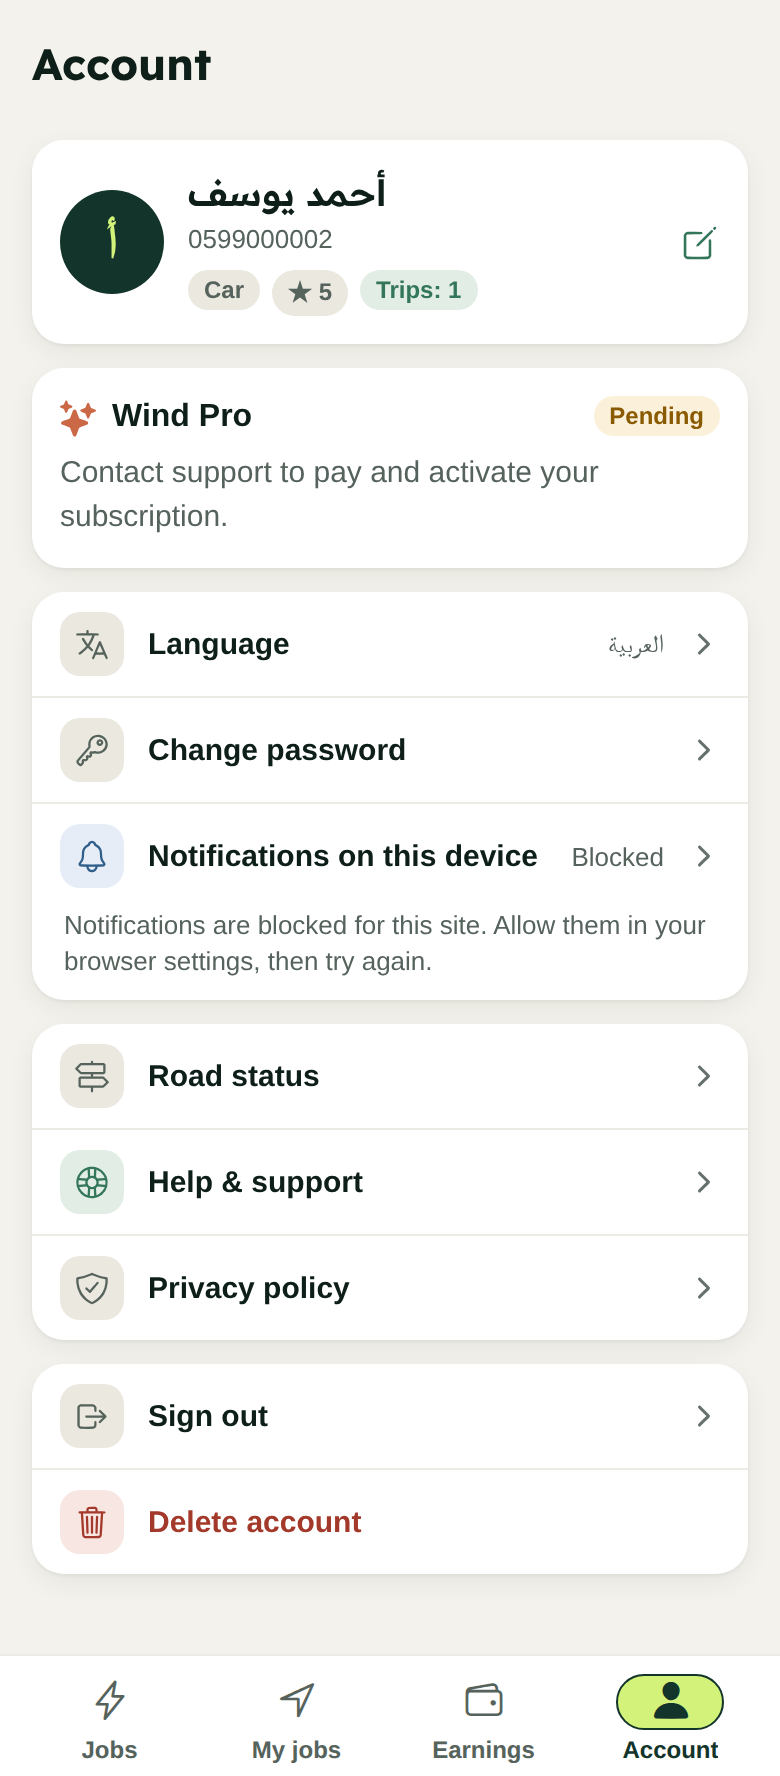 Account
أحمد يوسف
أ
0599000002
Car
★ 5
Trips: 1
Wind Pro
Pending
Contact support to pay and activate your
subscription.
Language
العربية
Change password
Notifications on this device
Blocked
Notifications are blocked for this site. Allow them in your
browser settings, then try again.
Road status
Help & support
Privacy policy
Sign out
Delete account
Jobs
My jobs
Earnings
Account